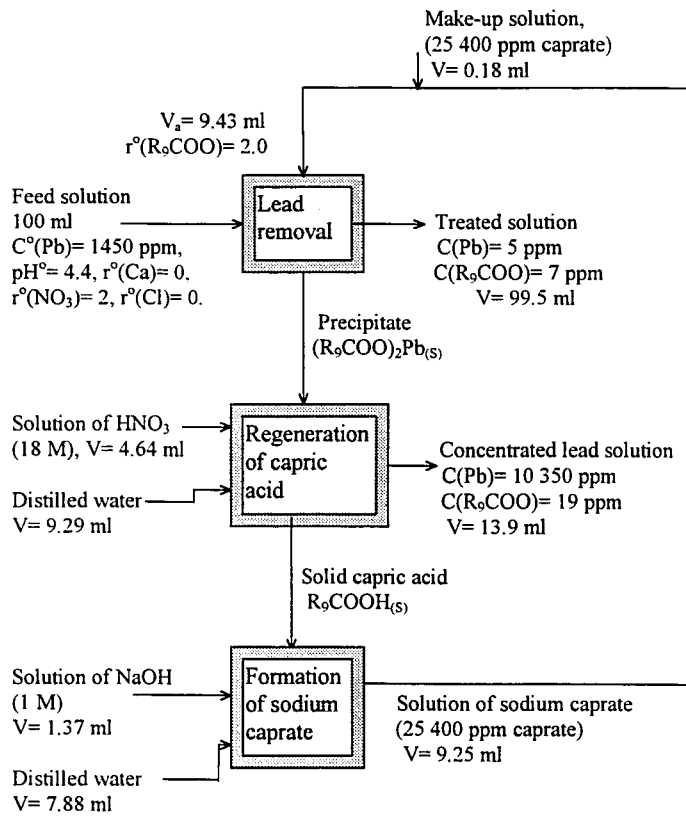 Make-up solution,
(25 400 ppm caprate)
V= 0.18 ml
Vₐ= 9.43 ml
r°(R₉COO)= 2.0
Feed solution
100 ml
C°(Pb)= 1450 ppm,
pH°= 4.4, r°(Ca)= 0,
r°(NO₃)= 2, r°(Cl)= 0.
Lead
removal
Treated solution
C(Pb)= 5 ppm
C(R₉COO)= 7 ppm
V= 99.5 ml
Precipitate
(R₉COO)₂Pb₍S₎
Solution of HNO₃
(18 M), V= 4.64 ml
Distilled water
V= 9.29 ml
Regeneration
of capric
acid
Concentrated lead solution
C(Pb)= 10 350 ppm
C(R₉COO)= 19 ppm
V= 13.9 ml
Solid capric acid
R₉COOH₍S₎
Solution of NaOH
(1 M)
V= 1.37 ml
Distilled water
V= 7.88 ml
Formation
of sodium
caprate
Solution of sodium caprate
(25 400 ppm caprate)
V= 9.25 ml